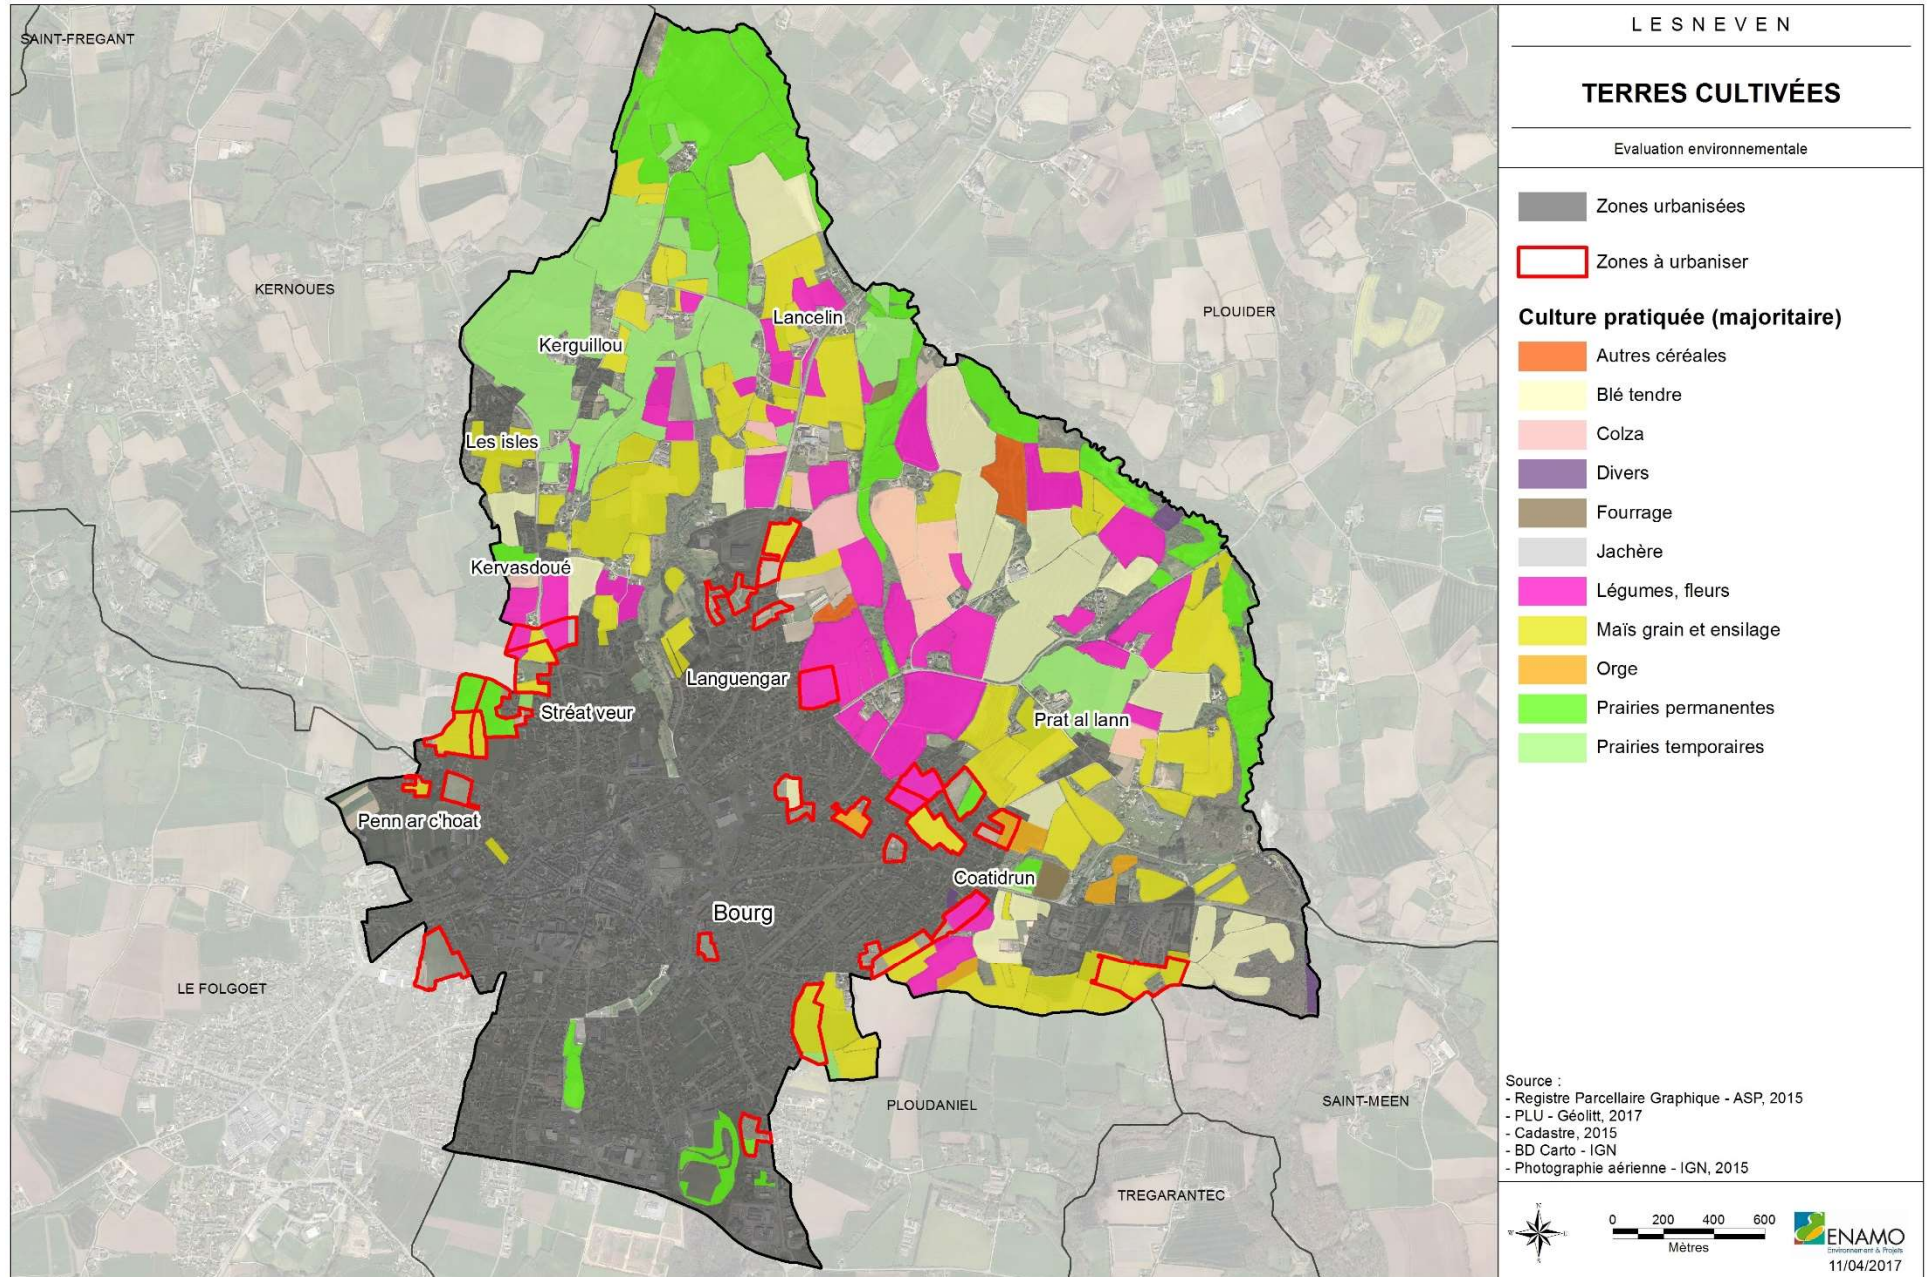 L E S N E V E N
TERRES CULTIVÉES
Evaluation environnementale
Zones urbanisées
Zones à urbaniser
Culture pratiquée (majoritaire)
Autres céréales
Blé tendre
Colza
Divers
Fourrage
Jachère
Légumes, fleurs
Maïs grain et ensilage
Orge
Prairies permanentes
Prairies temporaires
Source :
- Registre Parcellaire Graphique - ASP, 2015
- PLU - Géolitt, 2017
- Cadastre, 2015
- BD Carto - IGN
- Photographie aérienne - IGN, 2015
N
W
E
S
0 200 400 600
Mètres
ENAMO
Environnement & Projets
11/04/2017
SAINT-FREGANT
KERNOUES
PLOUIDER
Lancelin
Kerguillou
Les isles
Kervasdoué
Languengar
Stréat veur
Prat al lann
Penn ar c'hoat
Coatidrun
Bourg
LE FOLGOET
PLOUDANIEL
SAINT-MEEN
TREGARANTEC